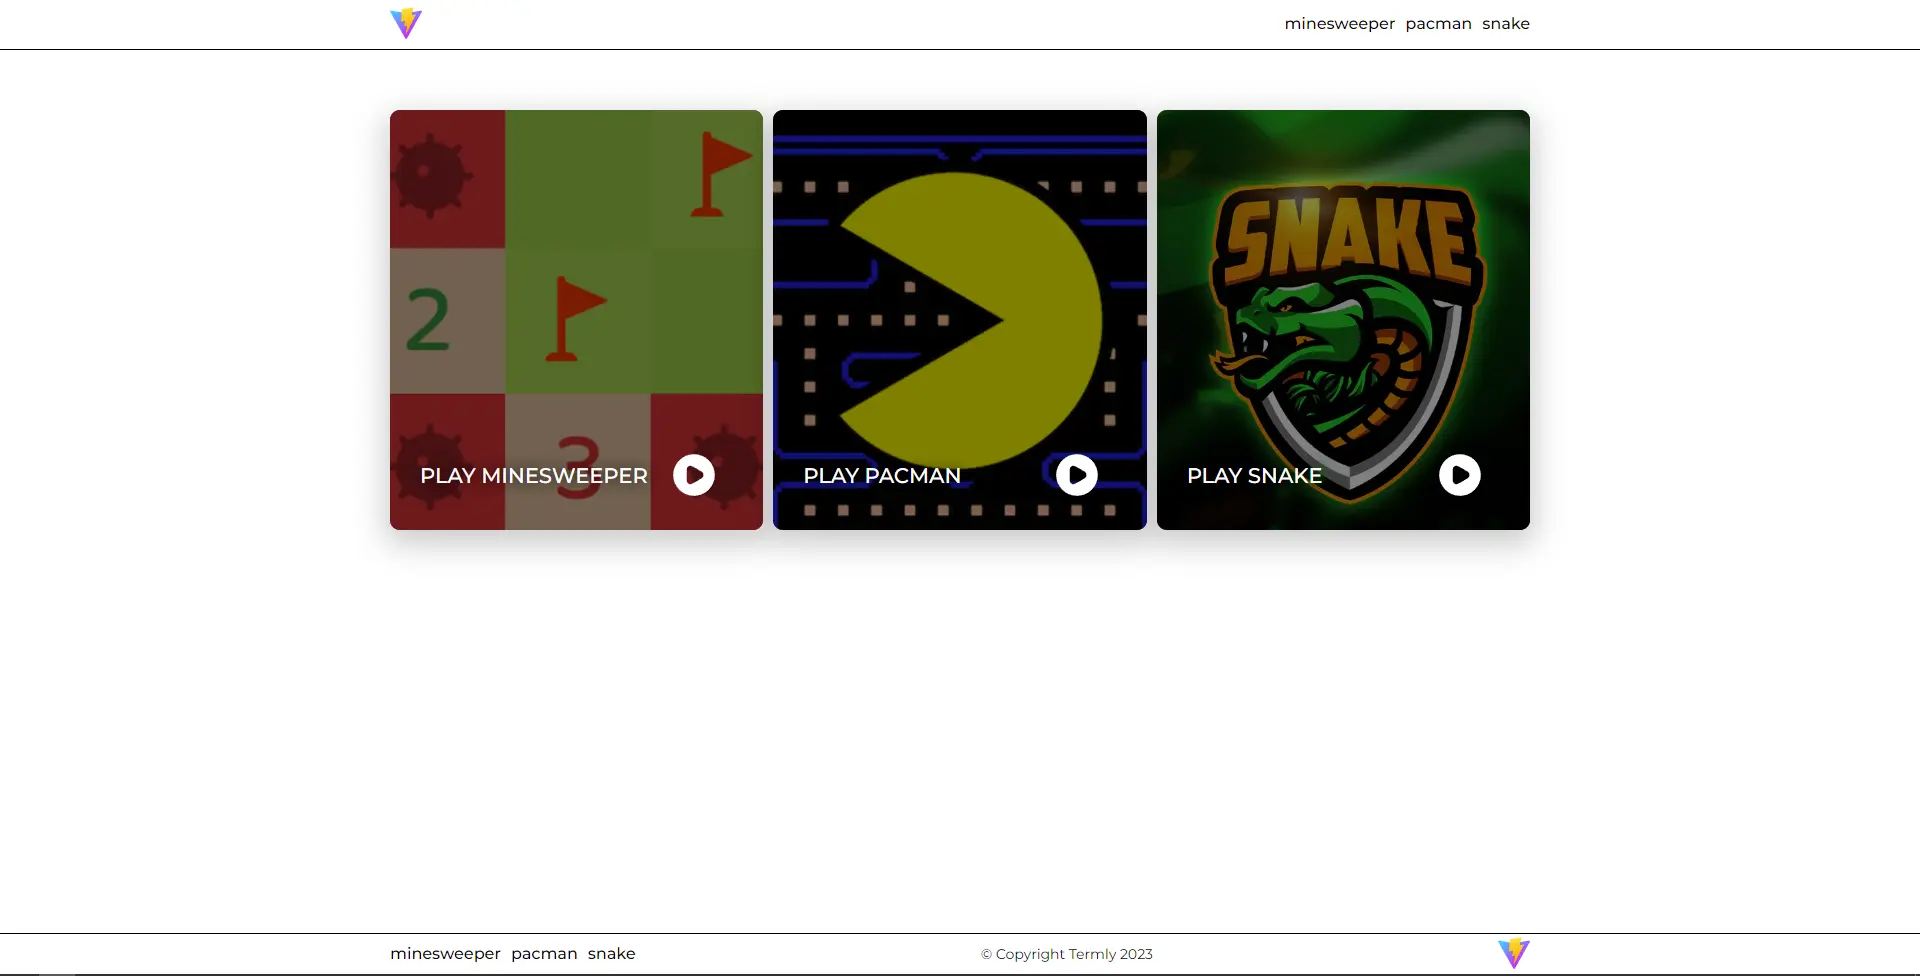 minesweeper pacman snake
2
3
SNAKE
PLAY MINESWEEPER
PLAY PACMAN
PLAY SNAKE
minesweeper pacman snake
© Copyright Termly 2023